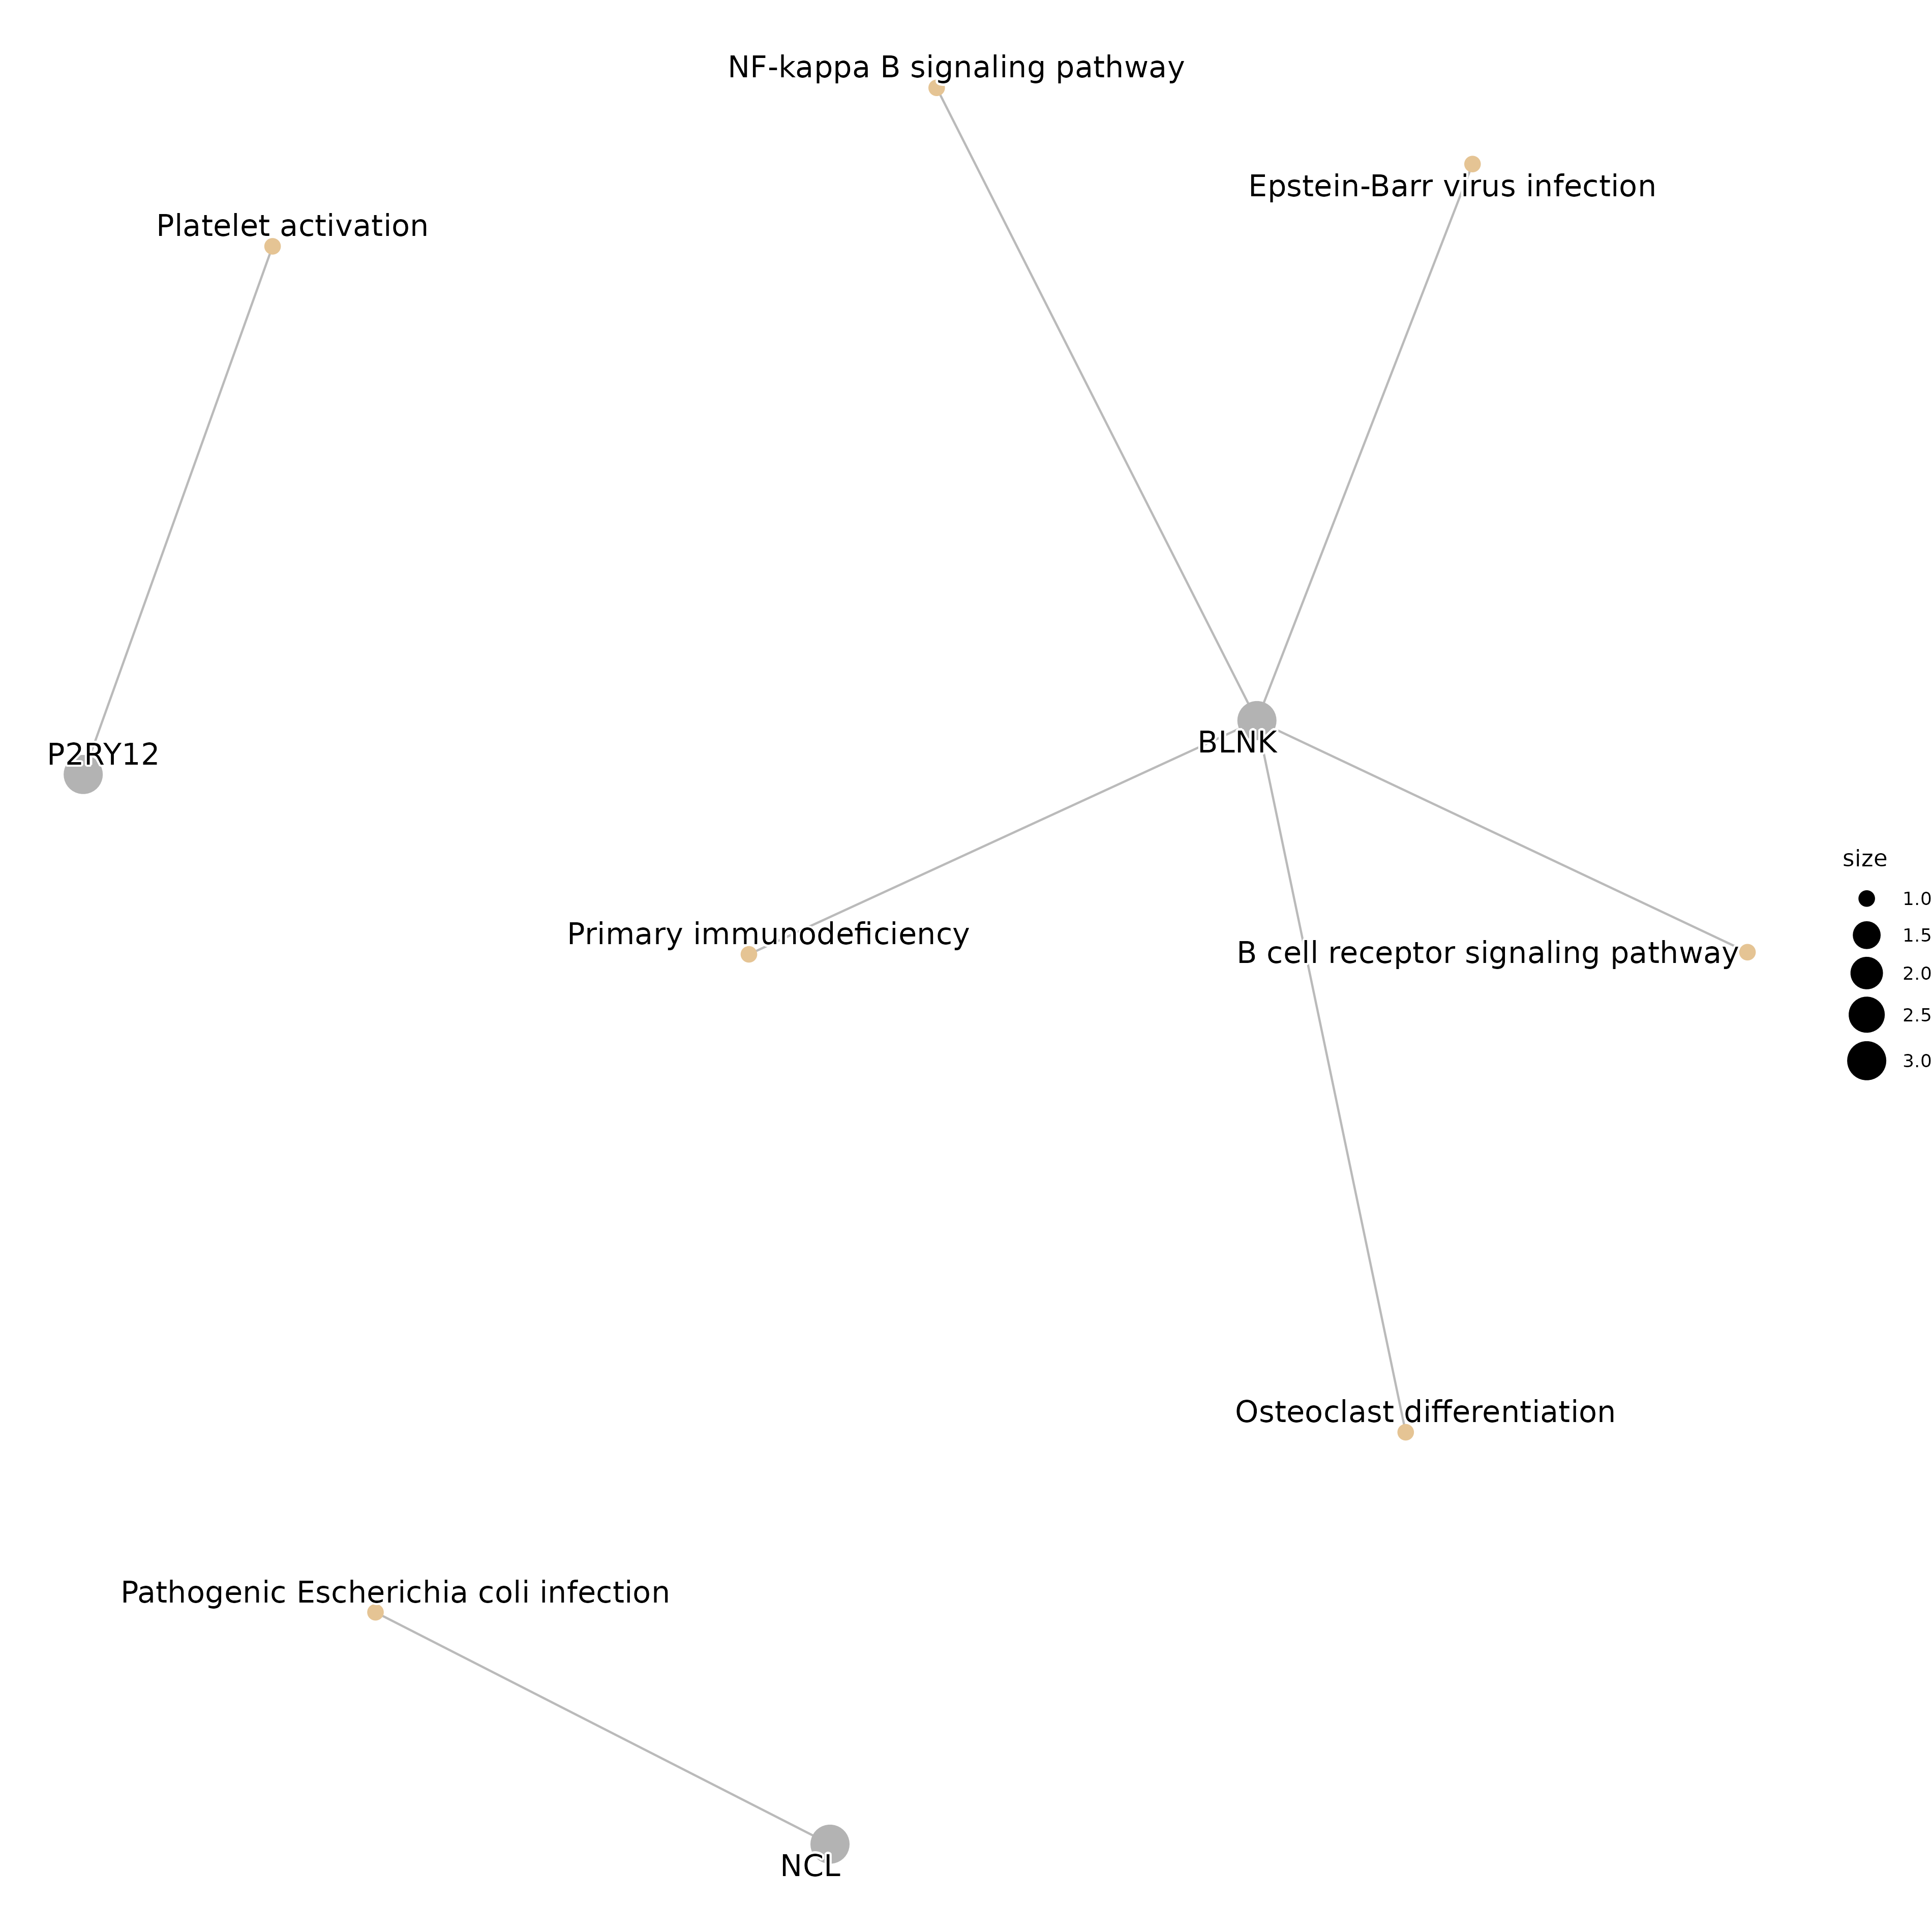 NF-kappa B signaling pathway
Epstein-Barr virus infection
Platelet activation
BLNK
P2RY12
size
1.0
1.5
2.0
2.5
3.0
Primary immunodeficiency
B cell receptor signaling pathway
Osteoclast differentiation
Pathogenic Escherichia coli infection
NCL